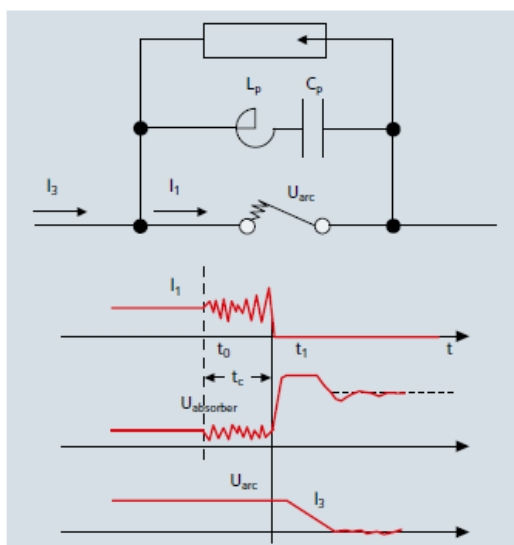 Lp Cp
I3 I1 Uarc
I1
t0 t1 t
tc
Uabsorber
Uarc
I3